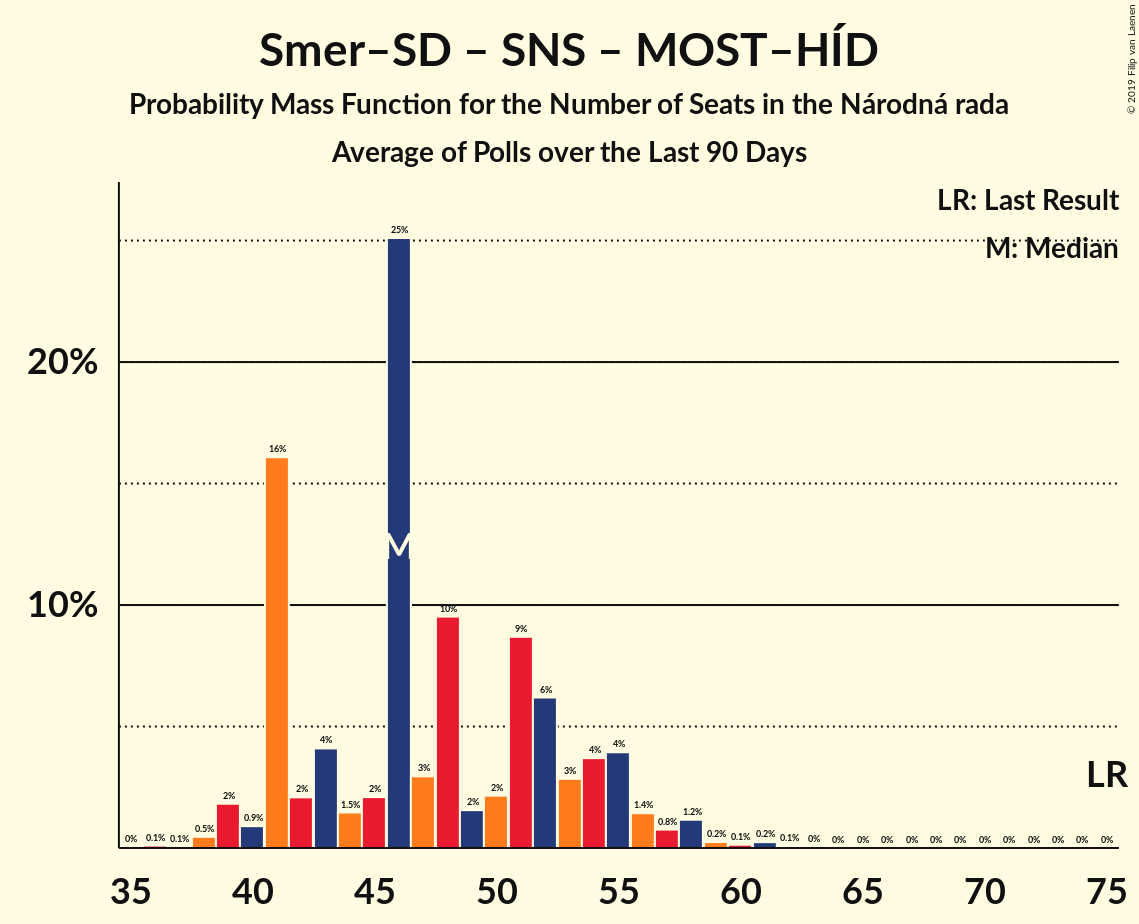 Smer–SD – SNS – MOST–HÍD
Probability Mass Function for the Number of Seats in the Národná rada
Average of Polls over the Last 90 Days
© 2019 Filip van Laenen
LR: Last Result
M: Median
25%
20%
16%
10%
10%
9%
6%
4% 4% 4%
LR
3% 3%
2% 2% 2% 2% 2%
1.5% 1.4% 1.2%
0% 0.1% 0.1% 0.5% 0.9% 0.8% 0.2% 0.1% 0.2% 0.1% 0% 0% 0% 0% 0% 0% 0% 0% 0% 0% 0% 0% 0%
M
35 40 45 50 55 60 65 70 75